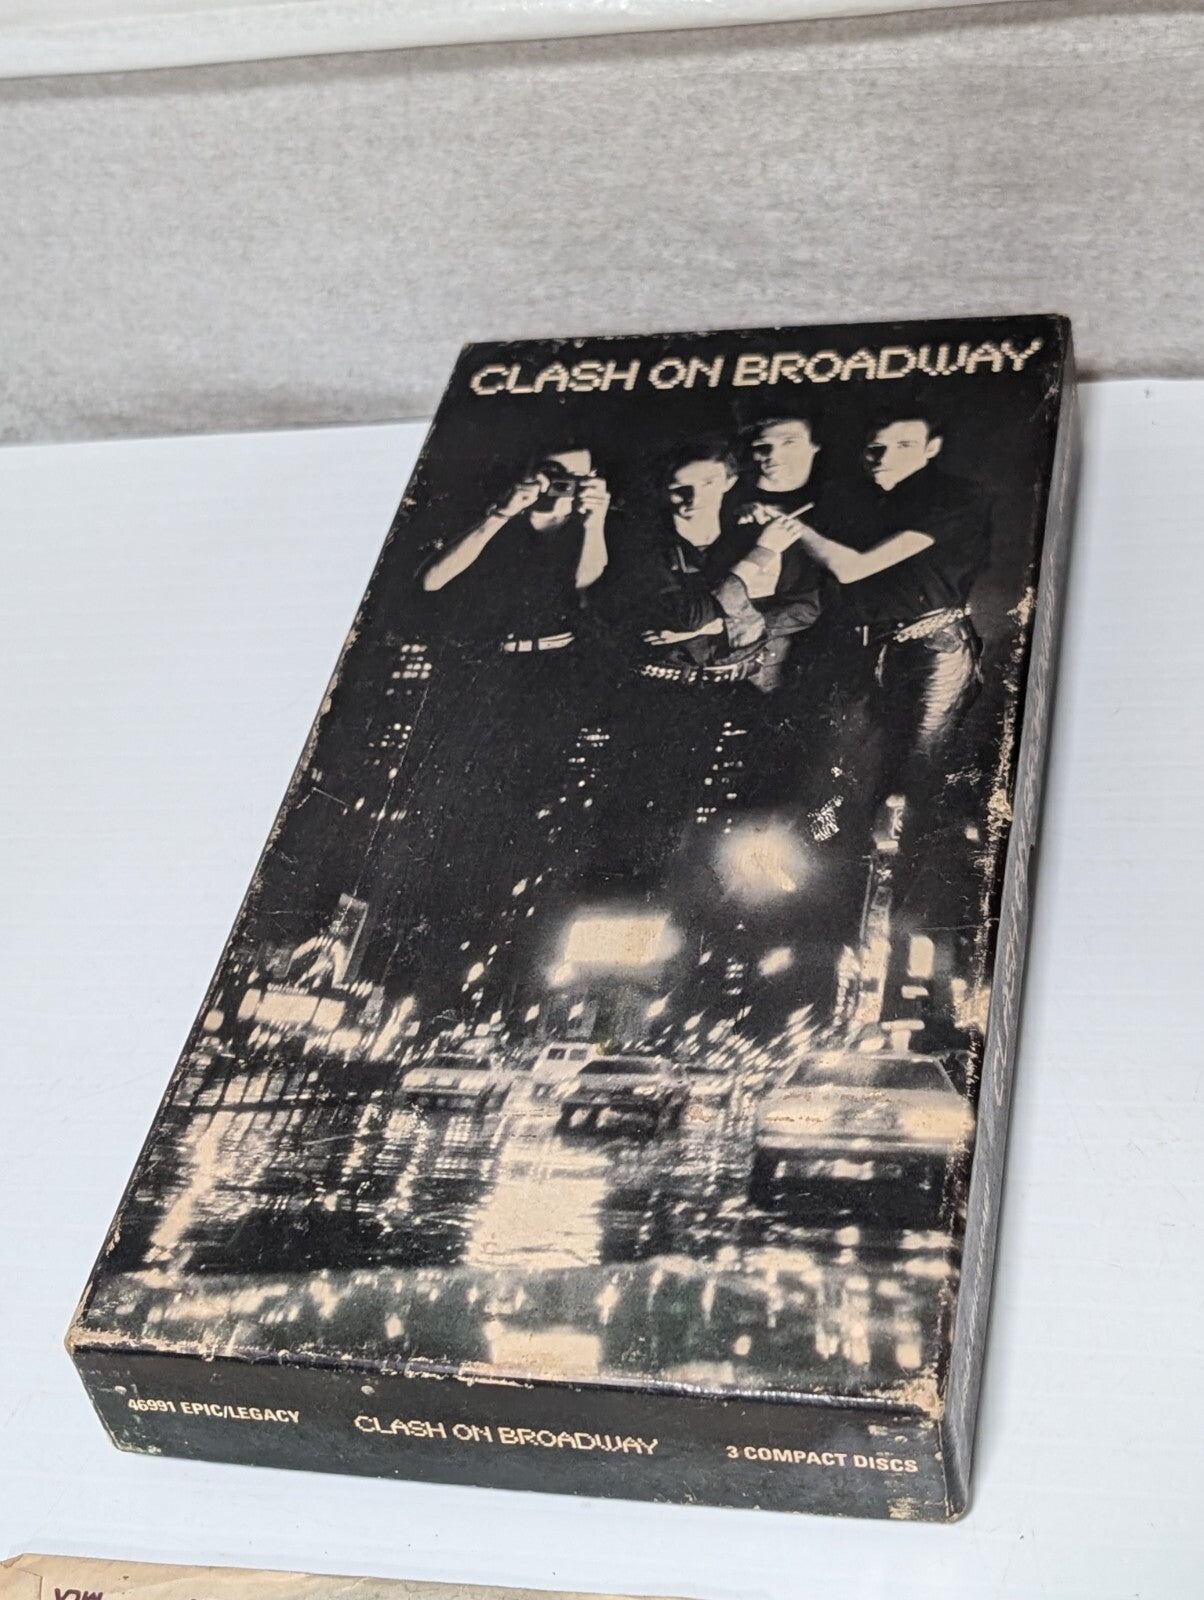 CLASH ON BROADWAY
46991 EPIC/LEGACY
CLASH ON BROADWAY
3 COMPACT DISCS